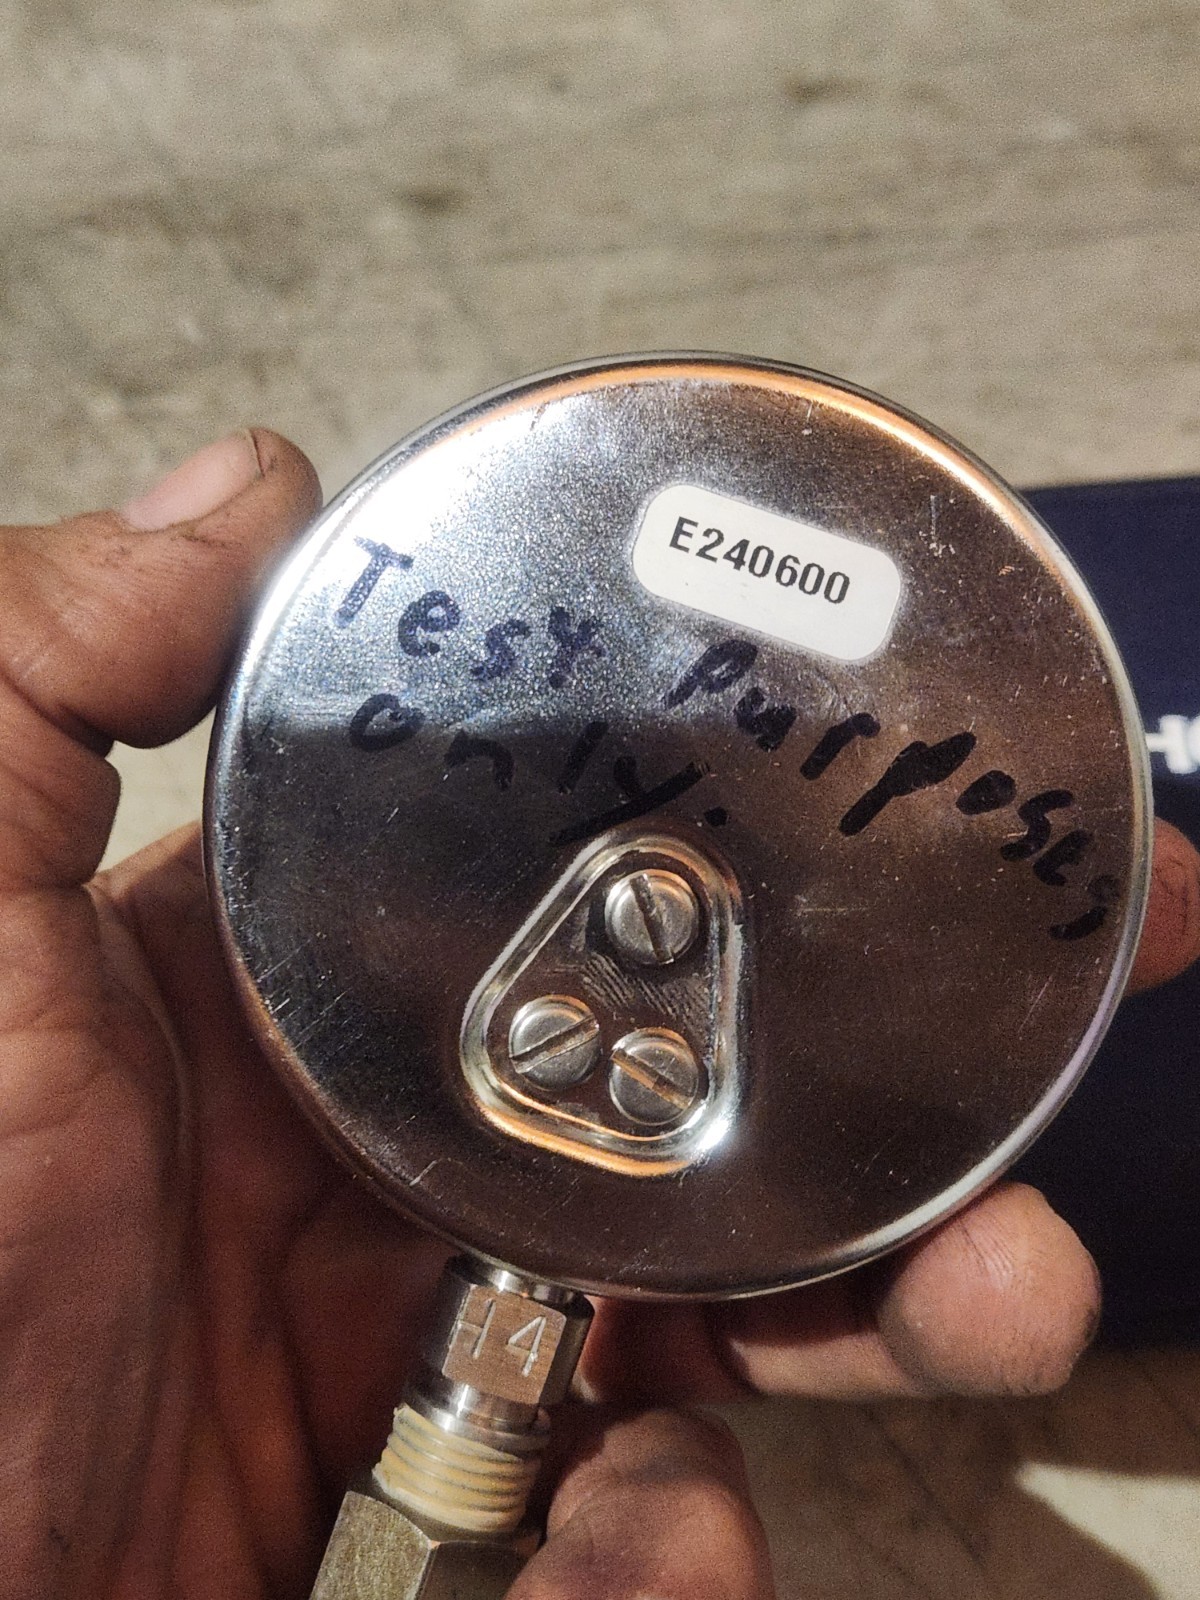 E240600
Test Purposes
only.
H4